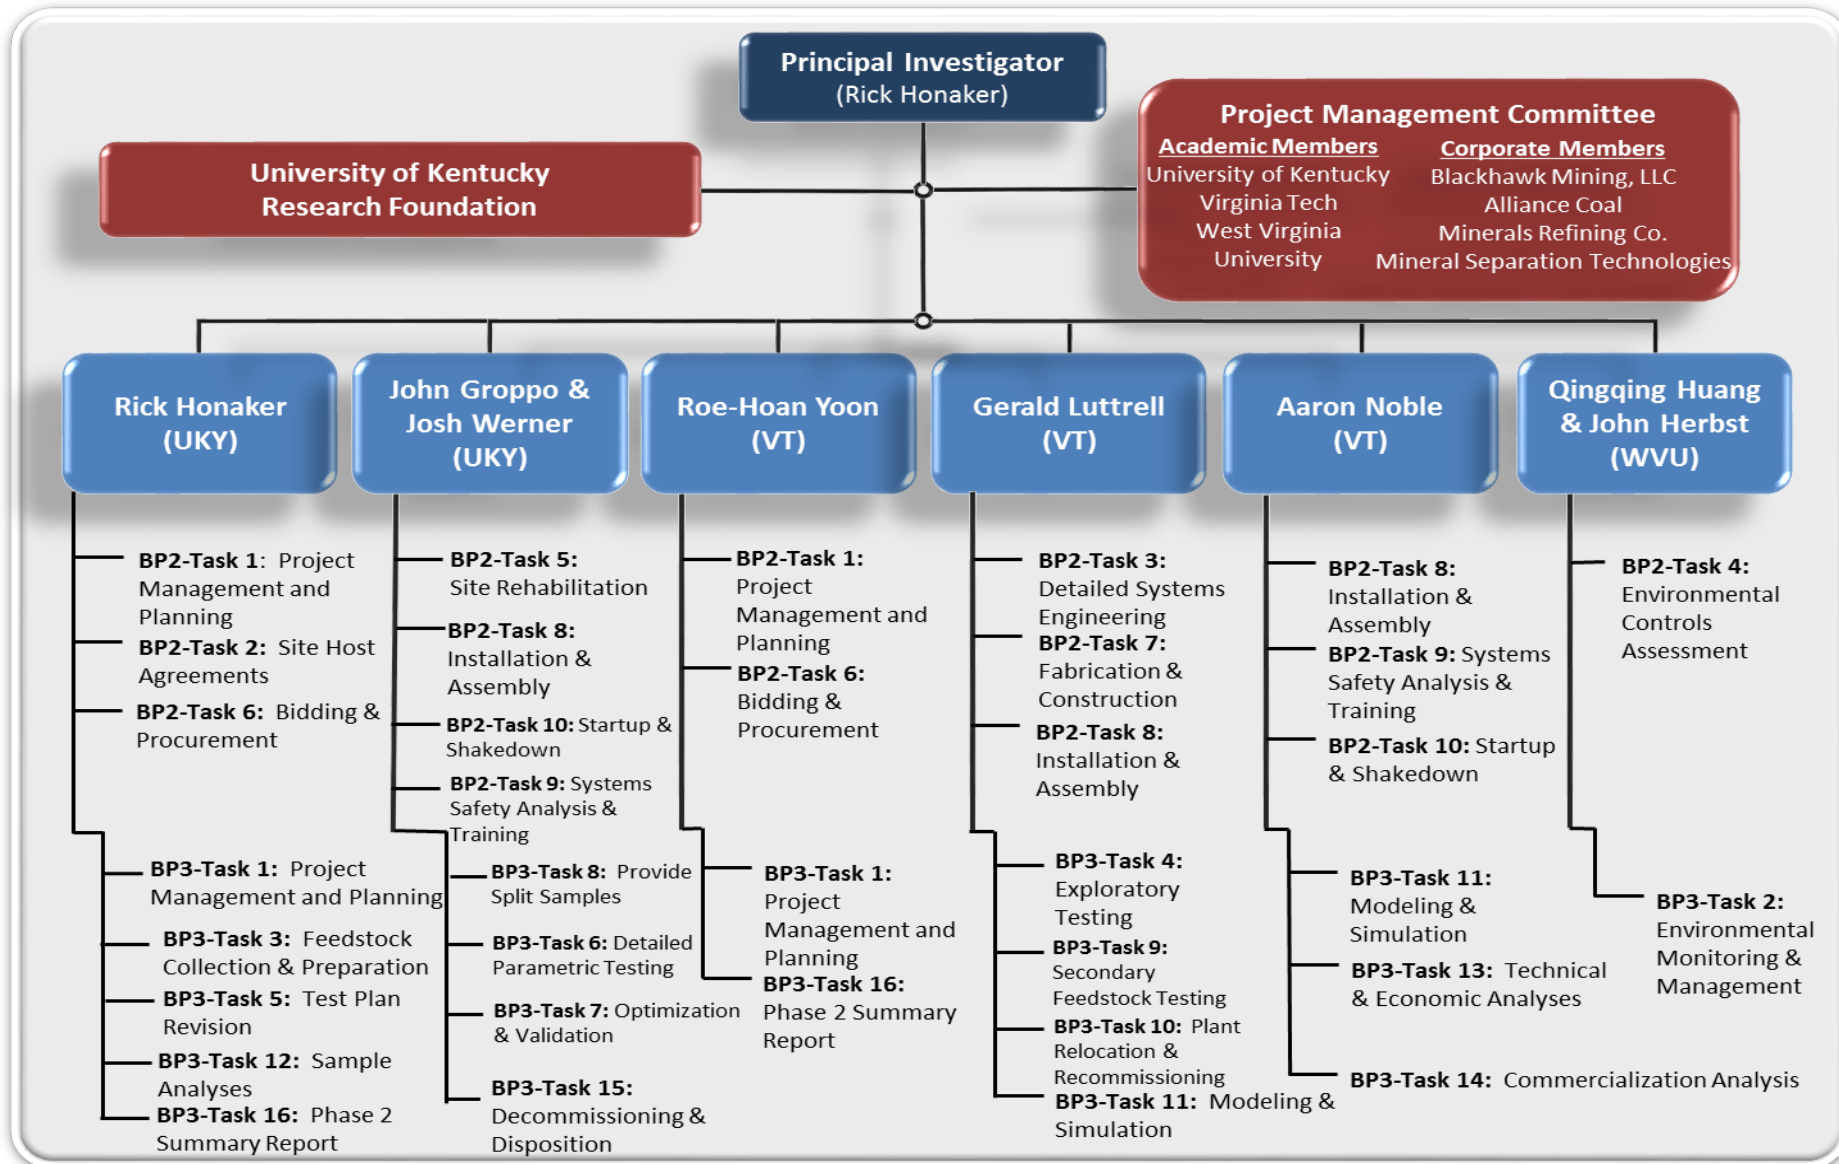 Principal Investigator
(Rick Honaker)
University of Kentucky
Research Foundation
Project Management Committee
Academic Members
University of Kentucky
Virginia Tech
West Virginia
University
Corporate Members
Blackhawk Mining, LLC
Alliance Coal
Minerals Refining Co.
Mineral Separation Technologies
Rick Honaker
(UKY)
John Groppo &
Josh Werner
(UKY)
Roe-Hoan Yoon
(VT)
Gerald Luttrell
(VT)
Aaron Noble
(VT)
Qingqing Huang
& John Herbst
(WVU)
BP2-Task 1: Project
Management and
Planning
BP2-Task 2: Site Host
Agreements
BP2-Task 6: Bidding &
Procurement
BP3-Task 1: Project
Management and Planning
BP3-Task 3: Feedstock
Collection & Preparation
BP3-Task 5: Test Plan
Revision
BP3-Task 12: Sample
Analyses
BP3-Task 16: Phase 2
Summary Report
BP2-Task 5:
Site Rehabilitation
BP2-Task 8:
Installation &
Assembly
BP2-Task 10: Startup &
Shakedown
BP2-Task 9: Systems
Safety Analysis &
Training
BP3-Task 8: Provide
Split Samples
BP3-Task 6: Detailed
Parametric Testing
BP3-Task 7: Optimization
& Validation
BP3-Task 15:
Decommissioning &
Disposition
BP2-Task 1:
Project
Management and
Planning
BP2-Task 6:
Bidding &
Procurement
BP3-Task 1:
Project
Management and
Planning
BP3-Task 16:
Phase 2 Summary
Report
BP2-Task 3:
Detailed Systems
Engineering
BP2-Task 7:
Fabrication &
Construction
BP2-Task 8:
Installation &
Assembly
BP3-Task 4:
Exploratory
Testing
BP3-Task 9:
Secondary
Feedstock Testing
BP3-Task 10: Plant
Relocation &
Recommissioning
BP3-Task 11: Modeling &
Simulation
BP2-Task 8:
Installation &
Assembly
BP2-Task 9: Systems
Safety Analysis &
Training
BP2-Task 10: Startup
& Shakedown
BP3-Task 11:
Modeling &
Simulation
BP3-Task 13: Technical
& Economic Analyses
BP3-Task 14: Commercialization Analysis
BP2-Task 4:
Environmental
Controls
Assessment
BP3-Task 2:
Environmental
Monitoring &
Management